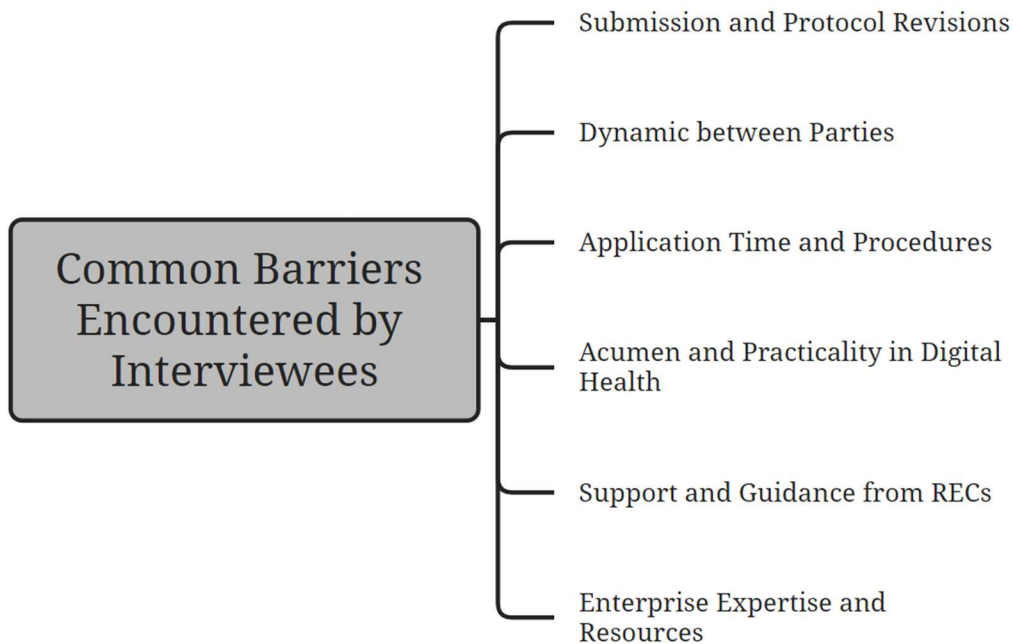 Submission and Protocol Revisions
Dynamic between Parties
Application Time and Procedures
Common Barriers
Encountered by
Interviewees
Acumen and Practicality in Digital
Health
Support and Guidance from RECs
Enterprise Expertise and
Resources